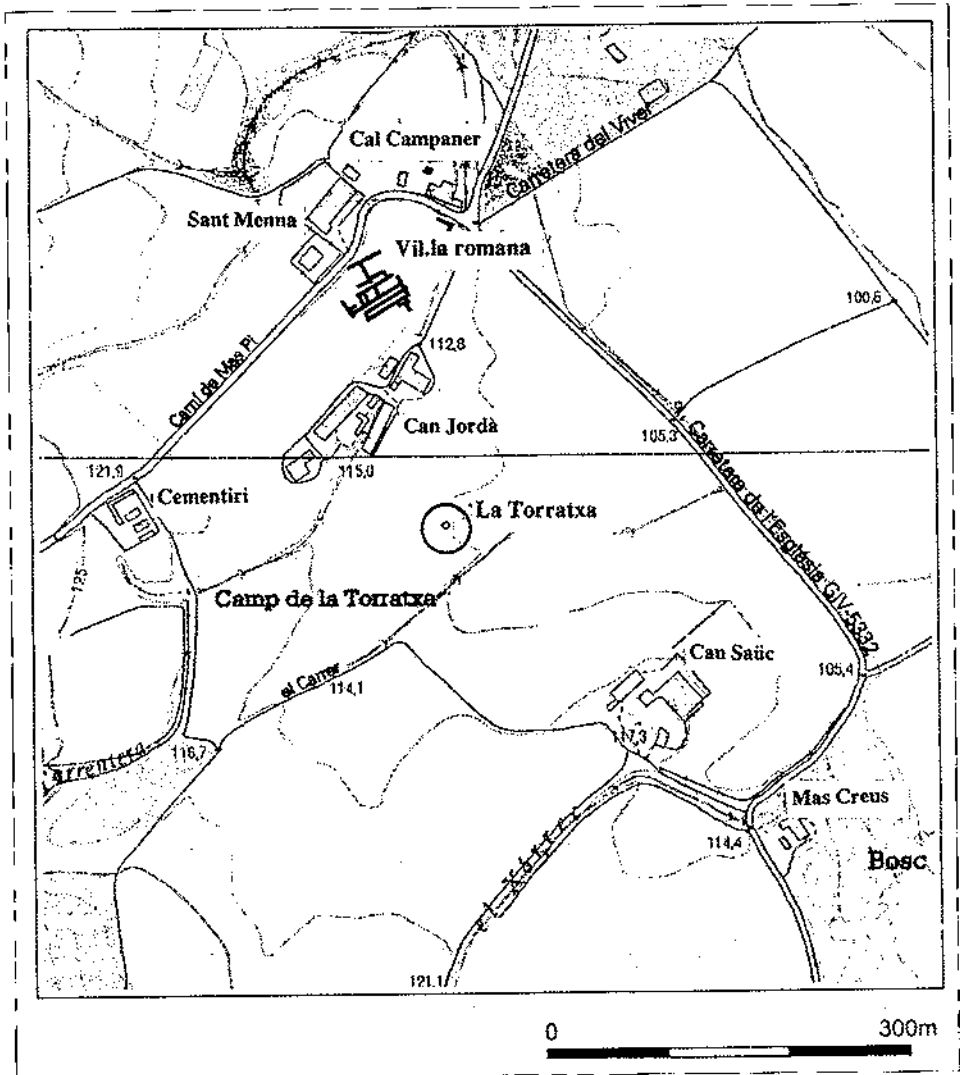 Cal Campaner
Carretera del Viver
Sant Menna
Vil.la romana
100,6
112,8
Camí de Mas Pi
Can Jordà
105,3
Carretera de l'Església GIV-5332
121,9
115,0
Cementiri
La Torratxa
125
Camp de la Torratxa
Can Saüc
el Carrer
114,1
105,4
117,3
116,7
Mas Creus
114,4
Bosc
121,1
0
300m